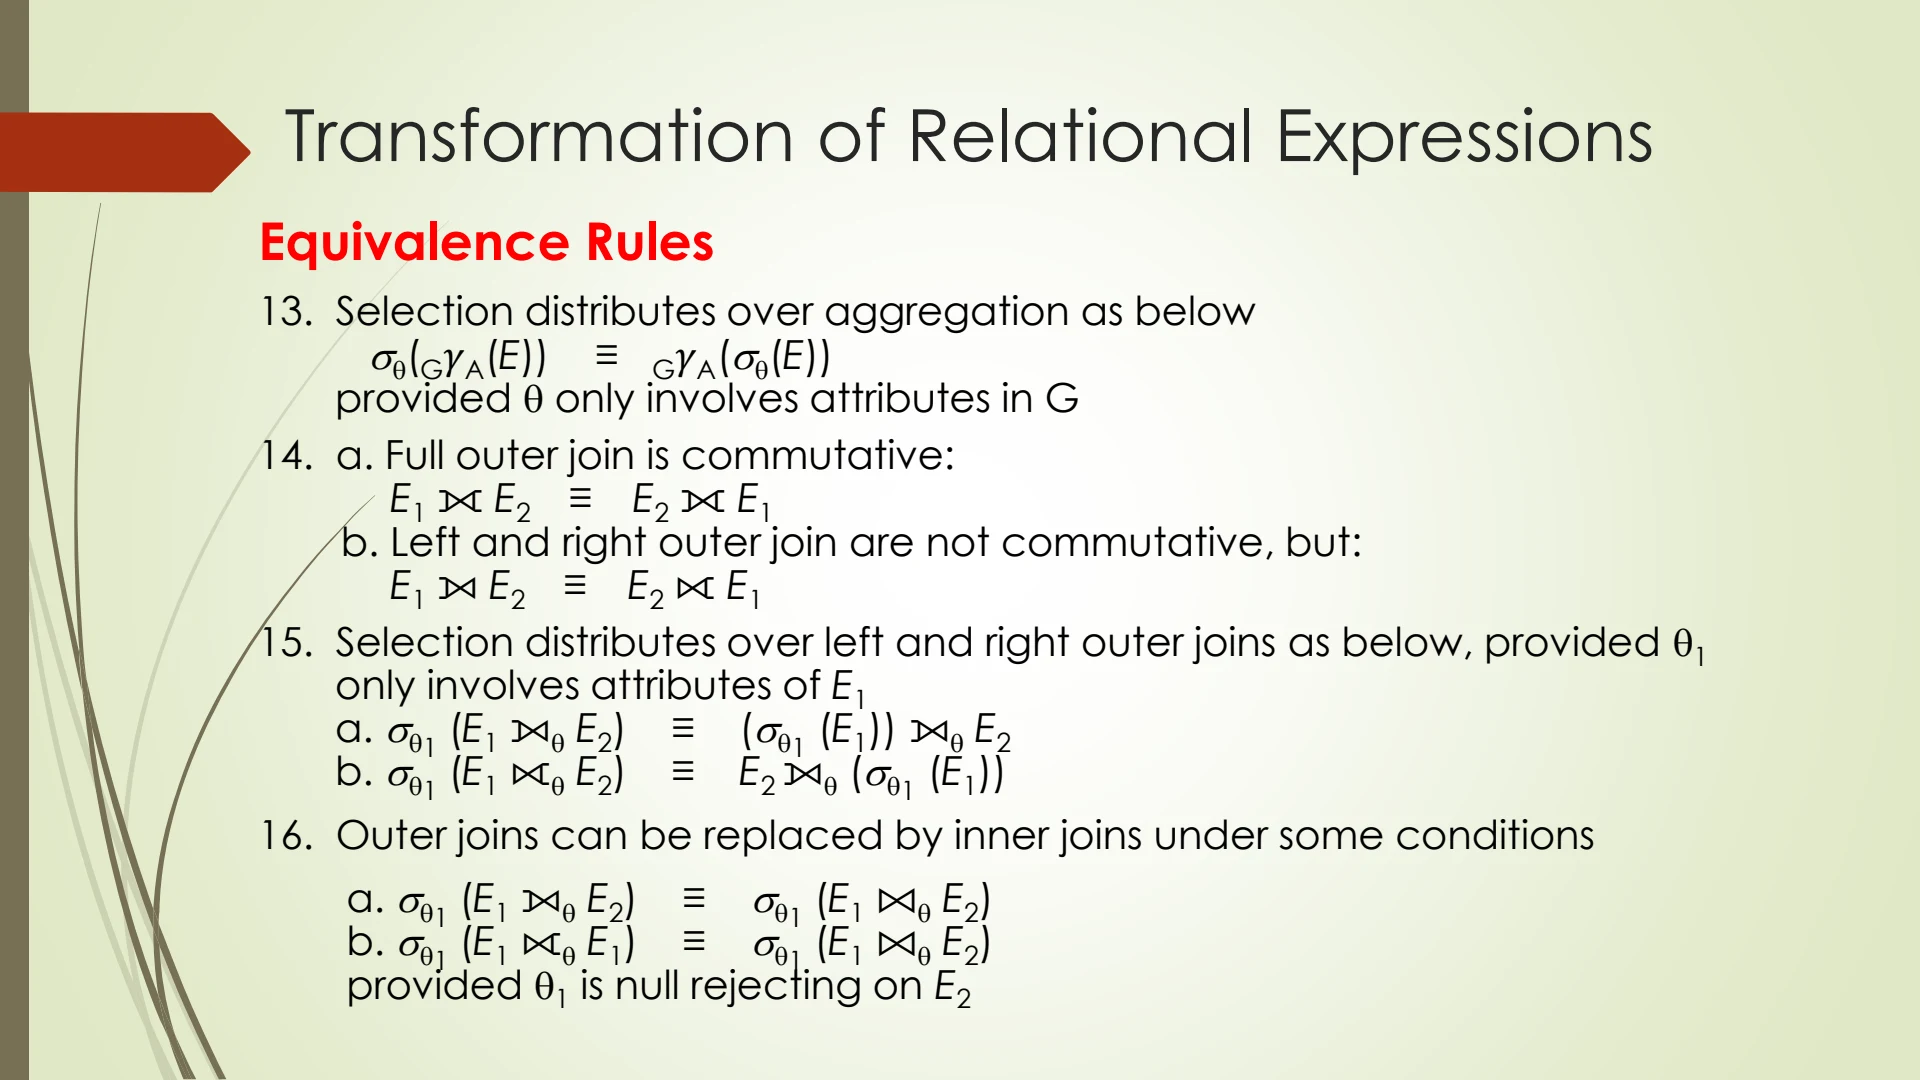 Transformation of Relational Expressions
Equivalence Rules
13. Selection distributes over aggregation as below
σθ(GγA(E)) ≡ GγA(σθ(E))
provided θ only involves attributes in G
14. a. Full outer join is commutative:
E1 ⟗ E2 ≡ E2 ⟗ E1
b. Left and right outer join are not commutative, but:
E1 ⟕ E2 ≡ E2 ⟖ E1
15. Selection distributes over left and right outer joins as below, provided θ1
only involves attributes of E1
a. σθ1 (E1 ⟕θ E2) ≡ (σθ1 (E1)) ⟕θ E2
b. σθ1 (E1 ⟖θ E2) ≡ E2 ⟕θ (σθ1 (E1))
16. Outer joins can be replaced by inner joins under some conditions
a. σθ1 (E1 ⟕θ E2) ≡ σθ1 (E1 ⋈θ E2)
b. σθ1 (E1 ⟖θ E1) ≡ σθ1 (E1 ⋈θ E2)
provided θ1 is null rejecting on E2